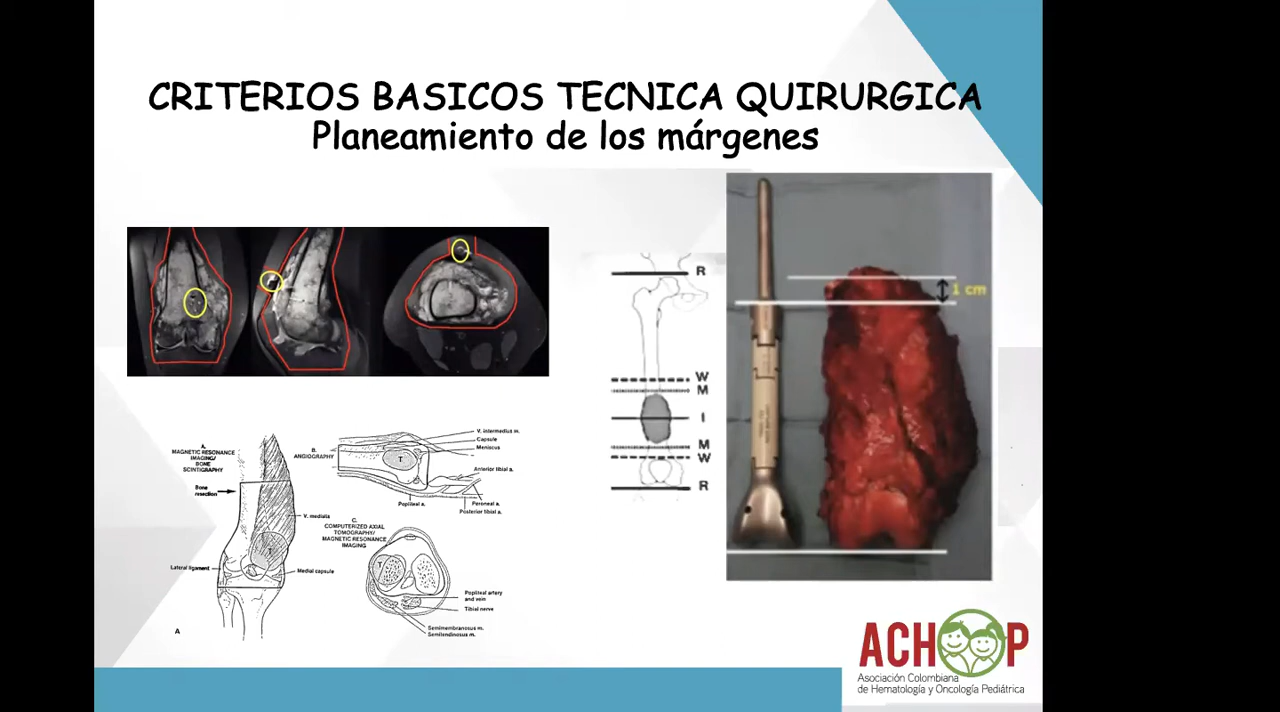 CRITERIOS BASICOS TECNICA QUIRURGICA
Planeamiento de los márgenes
R
W
M
I
M
W
R
1 cm
A.
MAGNETIC RESONANCE
IMAGING/
BONE
SCINTIGRAPHY
Bone
resection
V. medialis
T
Lateral ligament
Medial capsule
A
B.
ANGIOGRAPHY
V. intermedius m.
Capsule
Meniscus
T
Anterior tibial a.
Popliteal a.
Peroneal a.
Posterior tibial a.
C.
COMPUTERIZED AXIAL
TOMOGRAPHY/
MAGNETIC RESONANCE
IMAGING
T
Popliteal artery
and vein
Tibial nerve
Semimembranosus m.
Semitendinosus m.
ACHOP
Asociación Colombiana
de Hematología y Oncología Pediátrica